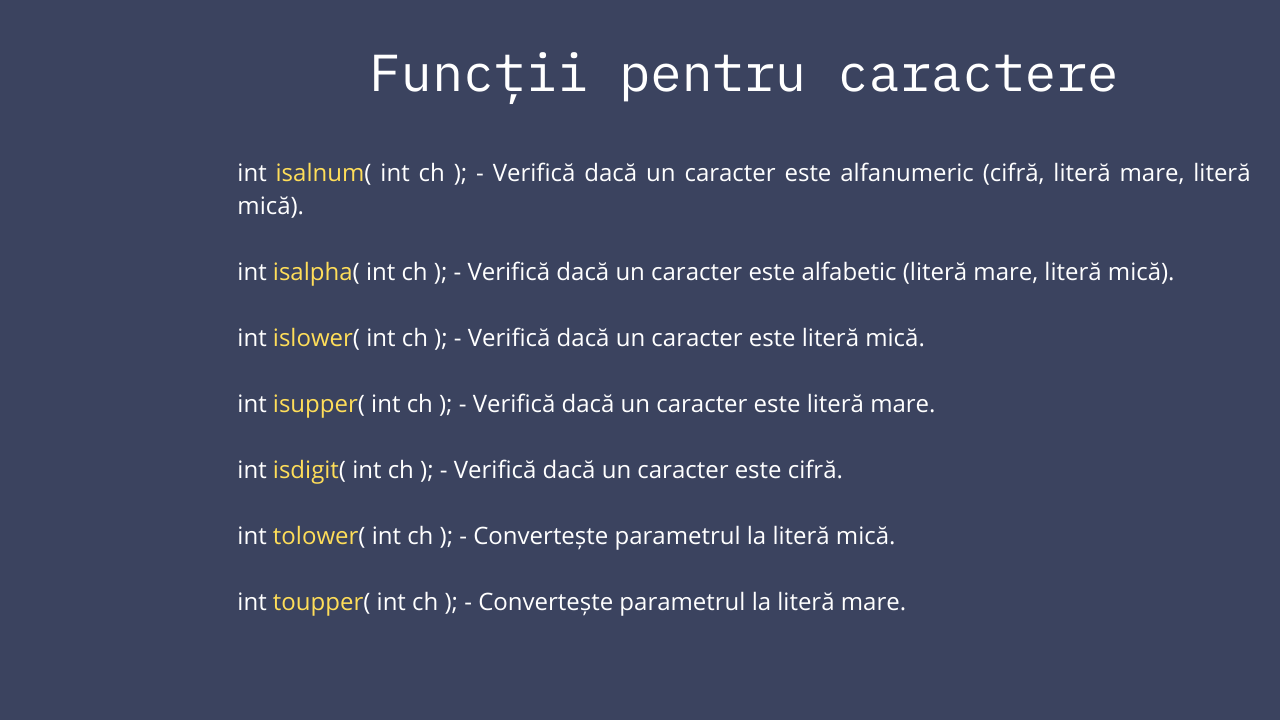 Funcții pentru caractere
int isalnum( int ch ); - Verifică dacă un caracter este alfanumeric (cifră, literă mare, literă
mică).
int isalpha( int ch ); - Verifică dacă un caracter este alfabetic (literă mare, literă mică).
int islower( int ch ); - Verifică dacă un caracter este literă mică.
int isupper( int ch ); - Verifică dacă un caracter este literă mare.
int isdigit( int ch ); - Verifică dacă un caracter este cifră.
int tolower( int ch ); - Convertește parametrul la literă mică.
int toupper( int ch ); - Convertește parametrul la literă mare.